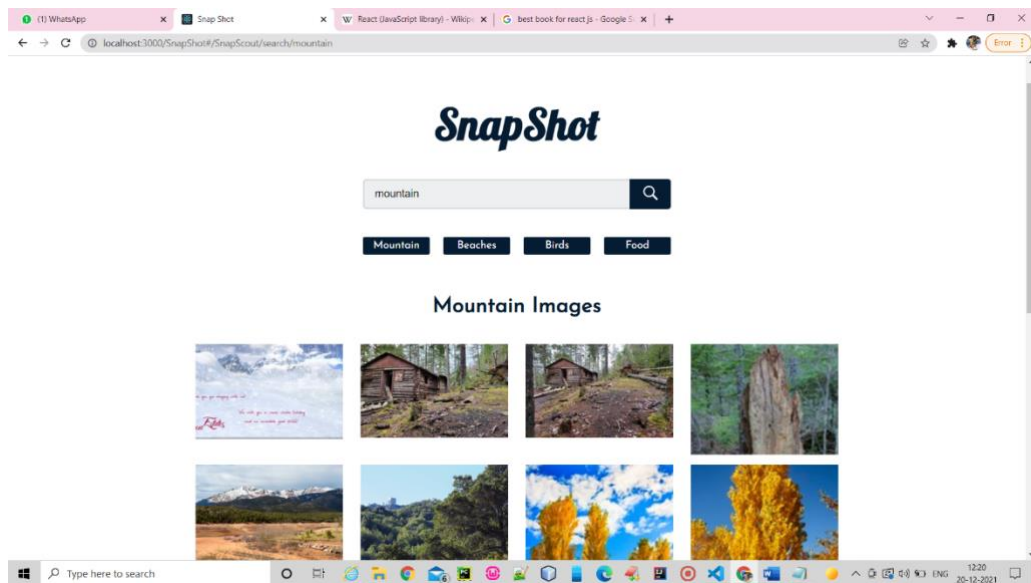 (1) WhatsApp
Snap Shot
React (JavaScript library) - Wikip
best book for react js - Google S
localhost:3000/SnapShot#/SnapScout/search/mountain
Error
SnapShot
mountain
Mountain Beaches Birds Food
Mountain Images
Type here to search
ENG
12:20
20-12-2021